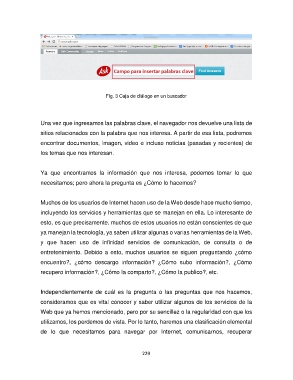 Ask Campo para insertar palabras clave Find Answers
Fig. 3 Caja de diálogo en un buscador
Una vez que ingresamos las palabras clave, el navegador nos devuelve una lista de
sitios relacionados con la palabra que nos interesa. A partir de esa lista, podremos
encontrar documentos, imagen, video e incluso noticias (pasadas y recientes) de
los temas que nos interesan.
Ya que encontramos la información que nos interesa, podemos tomar lo que
necesitamos; pero ahora la pregunta es ¿Cómo lo hacemos?
Muchos de los usuarios de Internet hacen uso de la Web desde hace mucho tiempo,
incluyendo los servicios y herramientas que se manejan en ella. Lo interesante de
esto, es que precisamente, muchos de estos usuarios no están conscientes de que
ya manejan la tecnología, ya saben utilizar algunas o varias herramientas de la Web,
y que hacen uso de infinidad servicios de comunicación, de consulta o de
entretenimiento. Debido a esto, muchos usuarios se siguen preguntando ¿cómo
encuentro?, ¿cómo descargo información? ¿Cómo subo información?, ¿Cómo
recupero información?, ¿Cómo la comparto?, ¿Cómo la publico?, etc.
Independientemente de cuál es la pregunta o las preguntas que nos hacemos,
consideramos que es vital conocer y saber utilizar algunos de los servicios de la
Web que ya hemos mencionado, pero por su sencillez o la regularidad con que los
utilizamos, los perdemos de vista. Por lo tanto, haremos una clasificación elemental
de lo que necesitamos para navegar por Internet, comunicarnos, recuperar